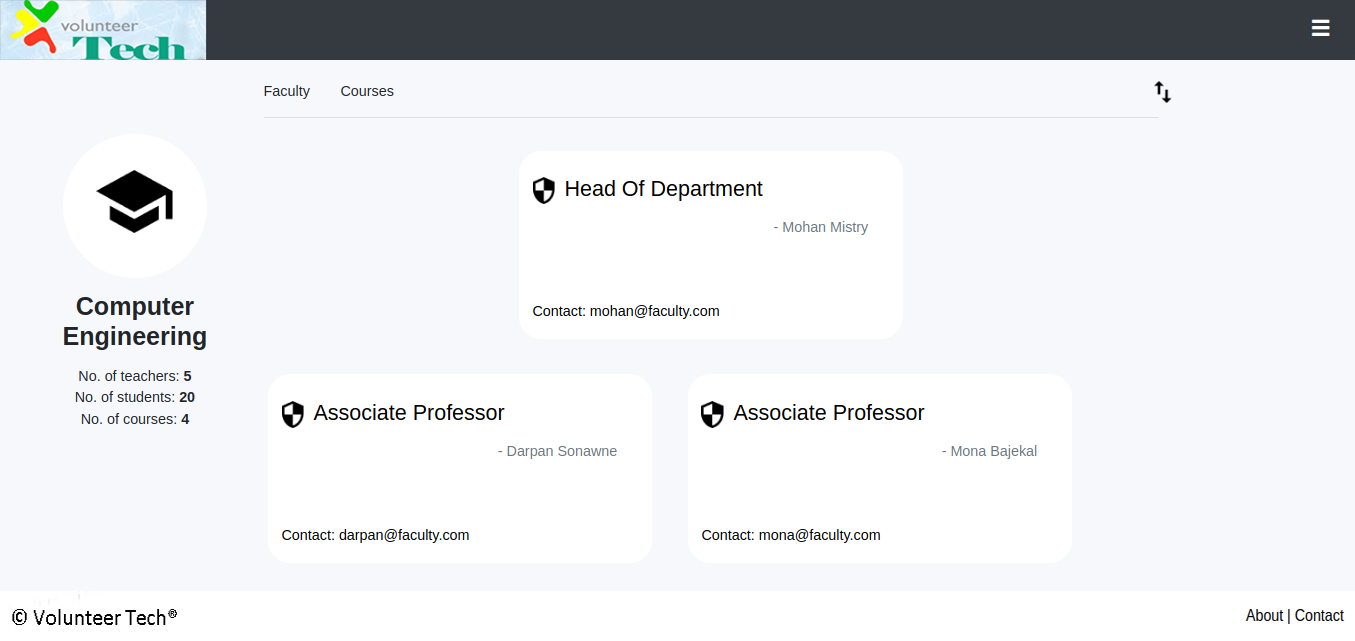 volunteer
Tech
Faculty
Courses
Computer
Engineering
No. of teachers: 5
No. of students: 20
No. of courses: 4
Head Of Department
- Mohan Mistry
Contact: mohan@faculty.com
Associate Professor
- Darpan Sonawne
Contact: darpan@faculty.com
Associate Professor
- Mona Bajekal
Contact: mona@faculty.com
© Volunteer Tech®
About | Contact